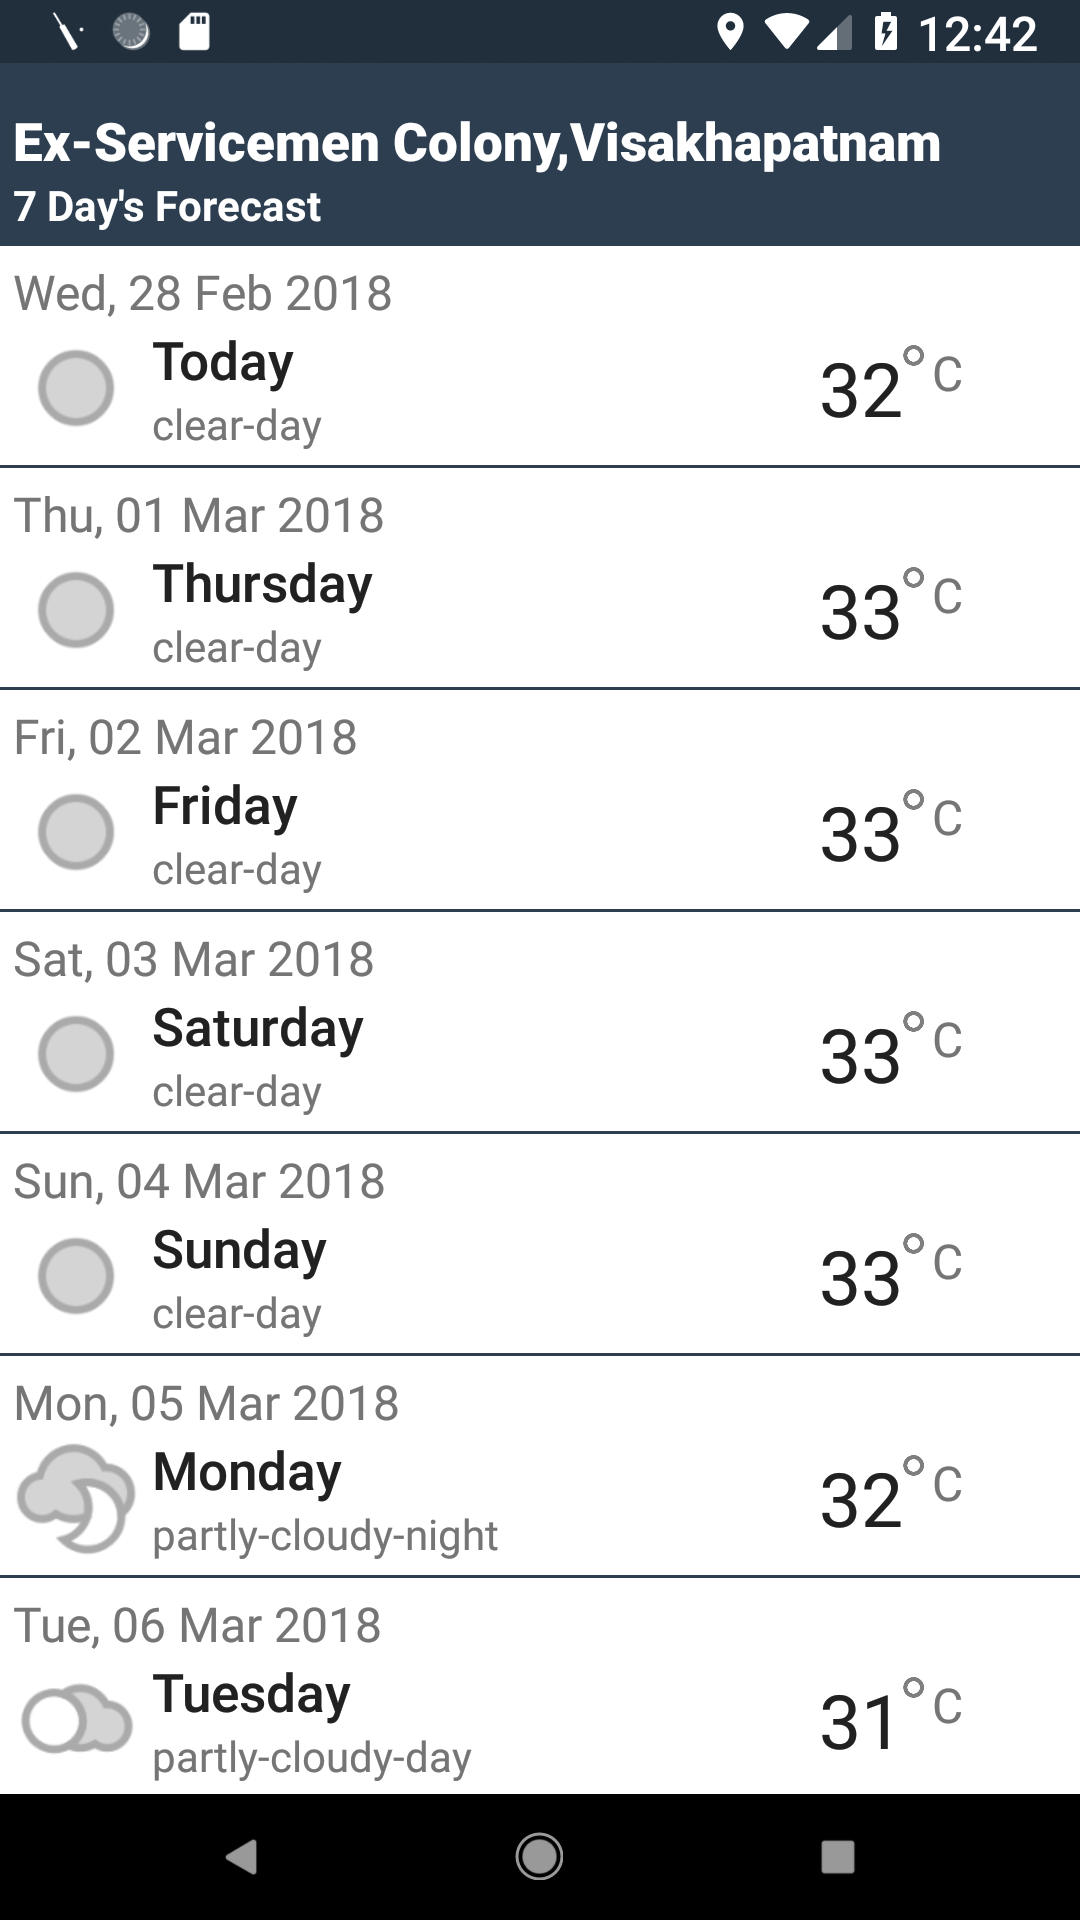 12:42
Ex-Servicemen Colony,Visakhapatnam
7 Day's Forecast
Wed, 28 Feb 2018
Today
clear-day
32°C
Thu, 01 Mar 2018
Thursday
clear-day
33°C
Fri, 02 Mar 2018
Friday
clear-day
33°C
Sat, 03 Mar 2018
Saturday
clear-day
33°C
Sun, 04 Mar 2018
Sunday
clear-day
33°C
Mon, 05 Mar 2018
Monday
partly-cloudy-night
32°C
Tue, 06 Mar 2018
Tuesday
partly-cloudy-day
31°C